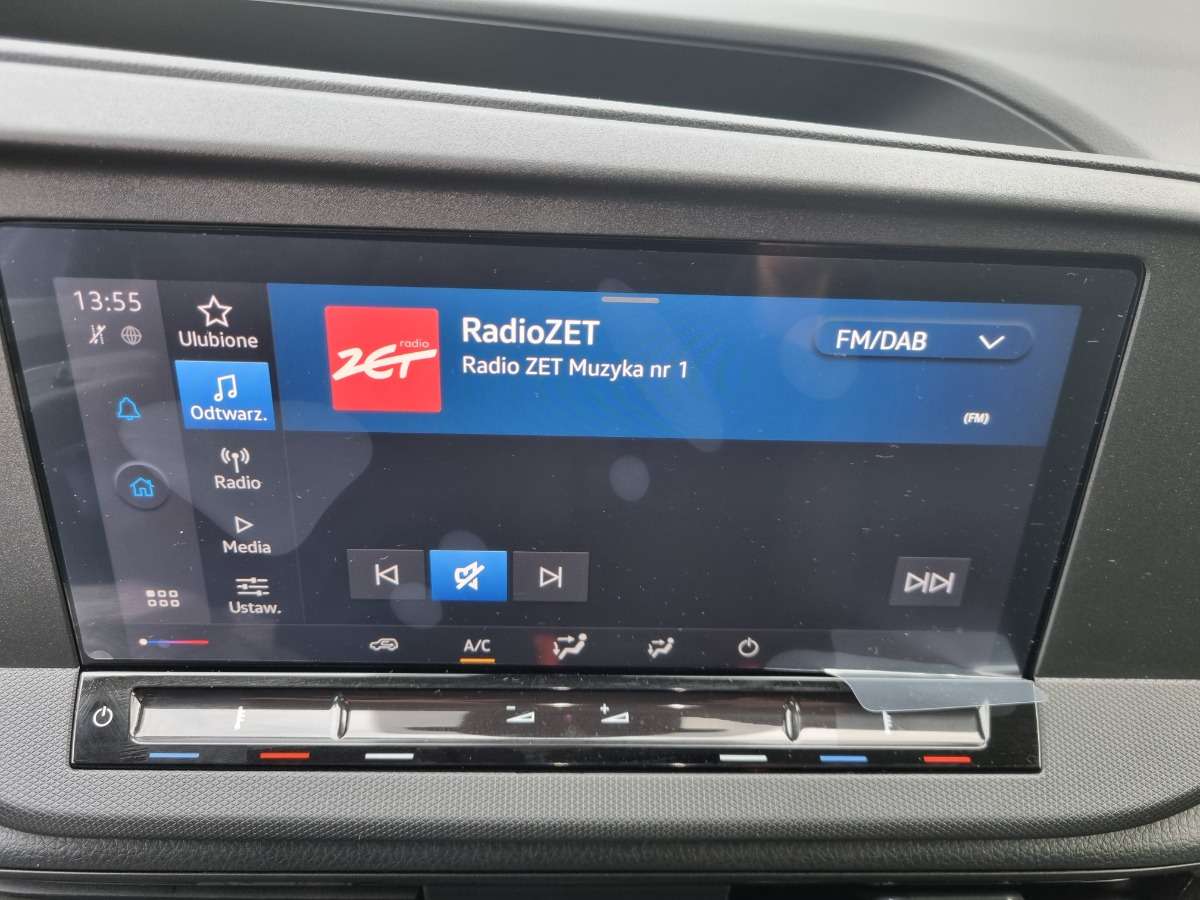 13:55
Ulubione
Odtwarz.
Radio
Media
Ustaw.
radio
ZET
RadioZET
Radio ZET Muzyka nr 1
FM/DAB
(FM)
A/C